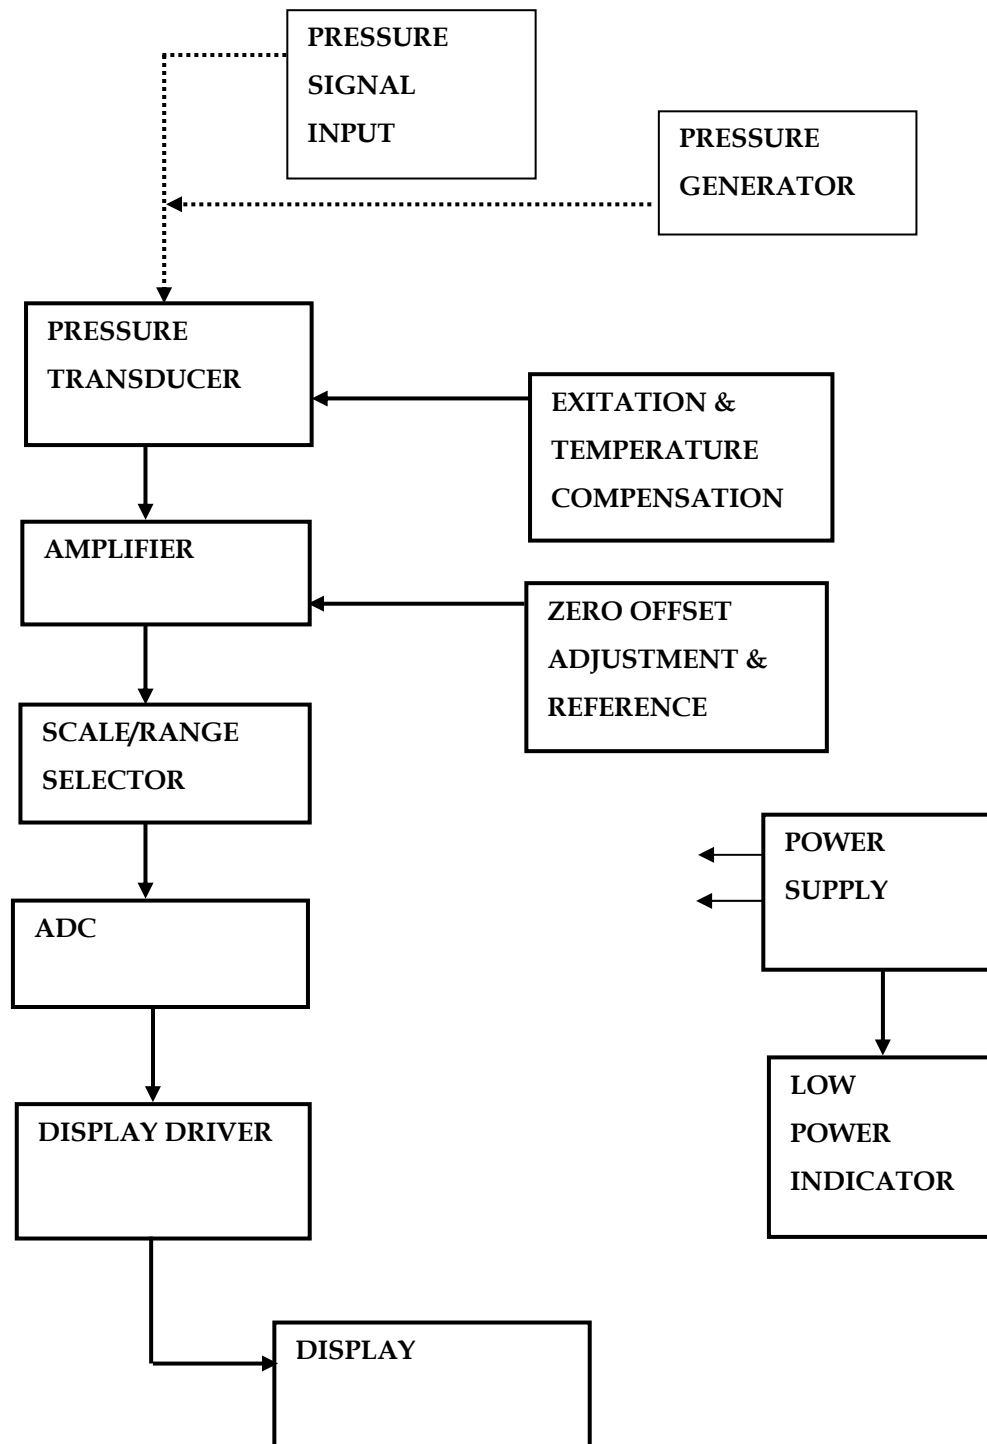 PRESSURE
SIGNAL
INPUT
PRESSURE
GENERATOR
PRESSURE
TRANSDUCER
EXITATION &
TEMPERATURE
COMPENSATION
AMPLIFIER
ZERO OFFSET
ADJUSTMENT &
REFERENCE
SCALE/RANGE
SELECTOR
POWER
SUPPLY
ADC
LOW
POWER
INDICATOR
DISPLAY DRIVER
DISPLAY